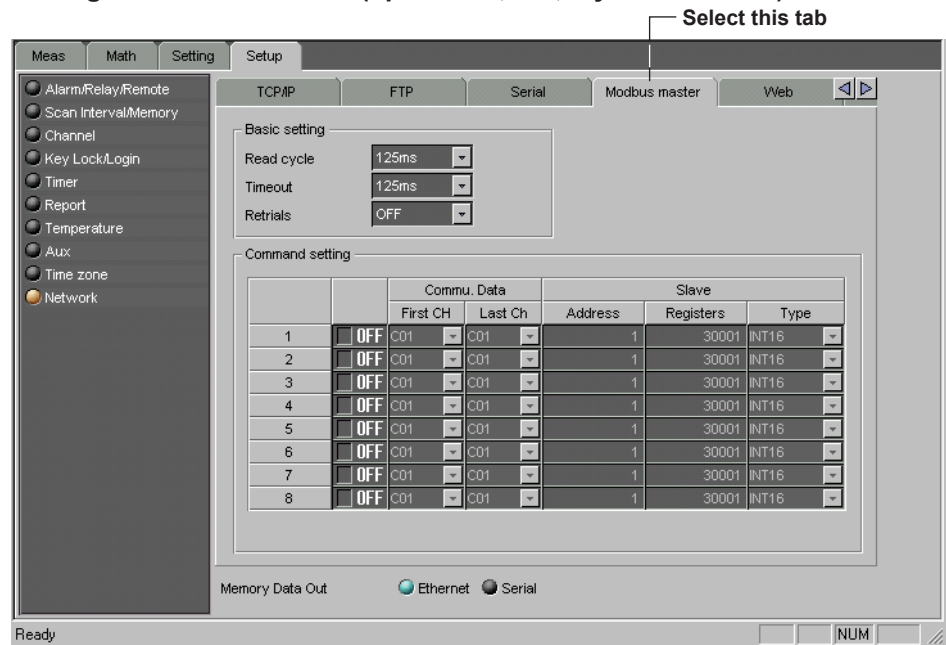 Select this tab
Meas Math Setting Setup
Alarm/Relay/Remote
Scan Interval/Memory
Channel
Key Lock/Login
Timer
Report
Temperature
Aux
Time zone
Network
TCP/IP FTP Serial Modbus master Web
Basic setting
Read cycle 125ms
Timeout 125ms
Retrials OFF
Command setting
Commu. Data Slave
First CH Last Ch Address Registers Type
1 OFF C01 C01 1 30001 INT16
2 OFF C01 C01 1 30001 INT16
3 OFF C01 C01 1 30001 INT16
4 OFF C01 C01 1 30001 INT16
5 OFF C01 C01 1 30001 INT16
6 OFF C01 C01 1 30001 INT16
7 OFF C01 C01 1 30001 INT16
8 OFF C01 C01 1 30001 INT16
Memory Data Out Ethernet Serial
Ready NUM